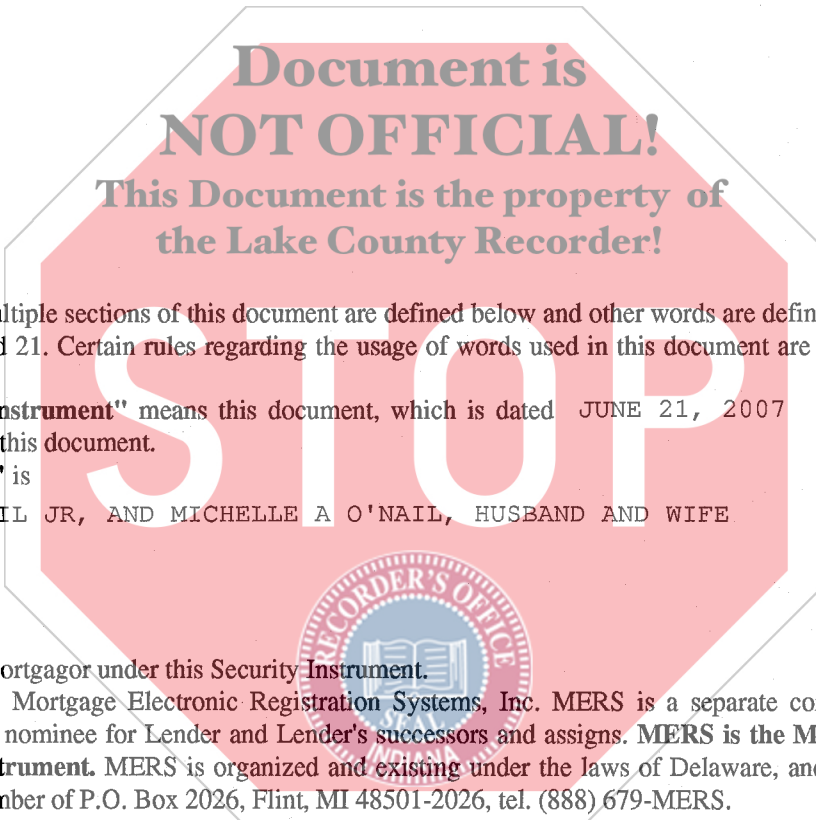 Document is
NOT OFFICIAL!
This Document is the property of
the Lake County Recorder!
STOP
ltiple sections of this document are defined below and other words are defin
21. Certain rules regarding the usage of words used in this document are
nstrument" means this document, which is dated JUNE 21, 2007
this document.
" is
IL JR, AND MICHELLE A O'NAIL, HUSBAND AND WIFE
RECORDER'S OFFICE
ortgagor under this Security Instrument.
Mortgage Electronic Registration Systems, Inc. MERS is a separate co
SEAL
nominee for Lender and Lender's successors and assigns. MERS is the M
INDIANA
trument. MERS is organized and existing under the laws of Delaware, and
mber of P.O. Box 2026, Flint, MI 48501-2026, tel. (888) 679-MERS.